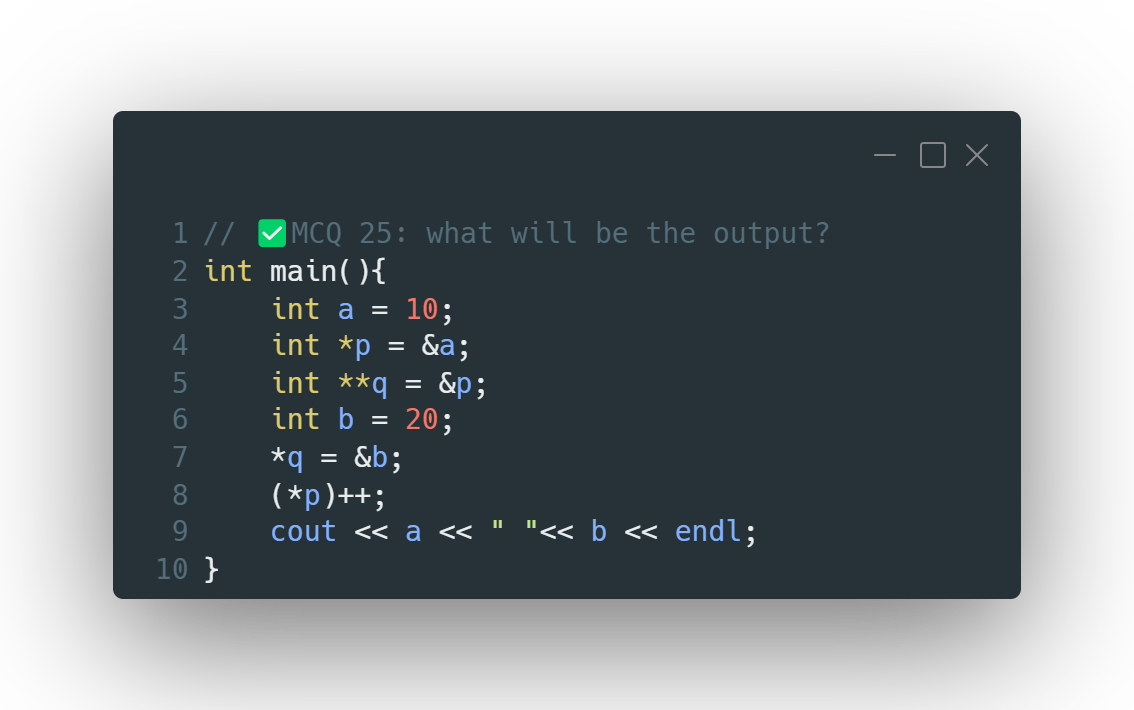 1 // ✅MCQ 25: what will be the output?
2 int main(){
3     int a = 10;
4     int *p = &a;
5     int **q = &p;
6     int b = 20;
7     *q = &b;
8     (*p)++;
9     cout << a << " "<< b << endl;
10 }